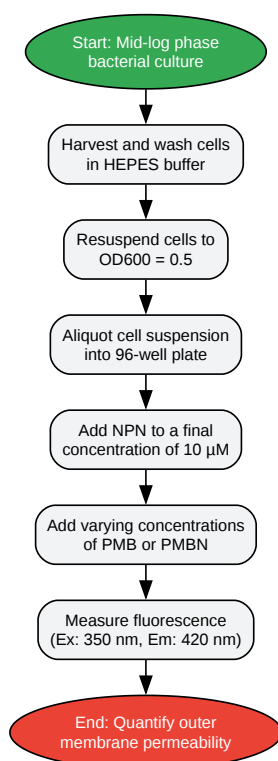 Start: Mid-log phase
bacterial culture
Harvest and wash cells
in HEPES buffer
Resuspend cells to
OD600 = 0.5
Aliquot cell suspension
into 96-well plate
Add NPN to a final
concentration of 10 µM
Add varying concentrations
of PMB or PMBN
Measure fluorescence
(Ex: 350 nm, Em: 420 nm)
End: Quantify outer
membrane permeability